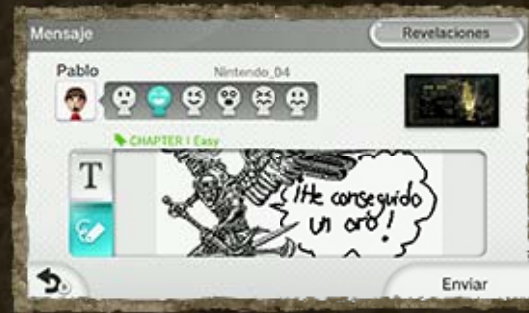 Mensaje
Revelaciones
Pablo
Nintendo_04
CHAPTER I Easy
T
¡He conseguido
un oro!
Enviar